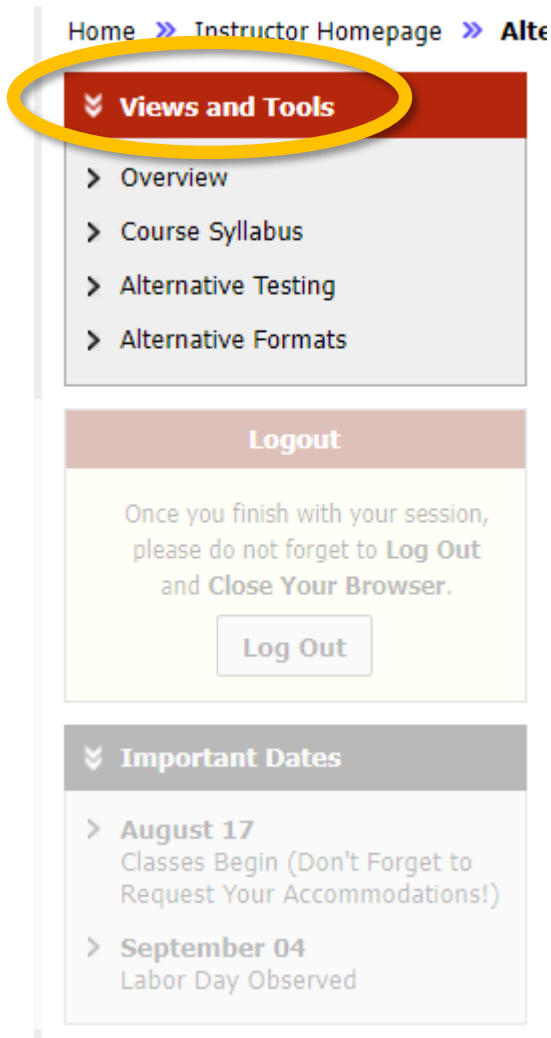 Home » Instructor Homepage » Alte
Views and Tools
Overview
Course Syllabus
Alternative Testing
Alternative Formats
Logout
Once you finish with your session,
please do not forget to Log Out
and Close Your Browser.
Log Out
Important Dates
August 17
Classes Begin (Don't Forget to
Request Your Accommodations!)
September 04
Labor Day Observed